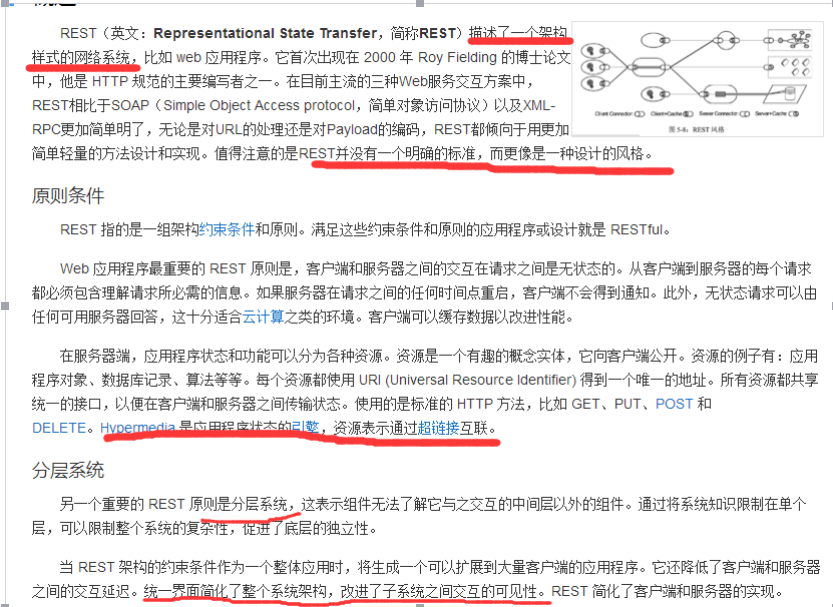 REST（英文：Representational State Transfer，简称REST）描述了一个架构
样式的网络系统，比如 web 应用程序。它首次出现在 2000 年 Roy Fielding 的博士论文
中，他是 HTTP 规范的主要编写者之一。在目前主流的三种Web服务交互方案中，
REST相比于SOAP（Simple Object Access protocol，简单对象访问协议）以及XML-
RPC更加简单明了，无论是对URL的处理还是对Payload的编码，REST都倾向于用更加
简单轻量的方法设计和实现。值得注意的是REST并没有一个明确的标准，而更像是一种设计的风格。
Client Connector Client+Cache Server Connector Server+Cache
图 5-8：REST 风格
原则条件
REST 指的是一组架构约束条件和原则。满足这些约束条件和原则的应用程序或设计就是 RESTful。
Web 应用程序最重要的 REST 原则是，客户端和服务器之间的交互在请求之间是无状态的。从客户端到服务器的每个请求
都必须包含理解请求所必需的信息。如果服务器在请求之间的任何时间点重启，客户端不会得到通知。此外，无状态请求可以由
任何可用服务器回答，这十分适合云计算之类的环境。客户端可以缓存数据以改进性能。
在服务器端，应用程序状态和功能可以分为各种资源。资源是一个有趣的概念实体，它向客户端公开。资源的例子有：应用
程序对象、数据库记录、算法等等。每个资源都使用 URI (Universal Resource Identifier) 得到一个唯一的地址。所有资源都共享
统一的接口，以便在客户端和服务器之间传输状态。使用的是标准的 HTTP 方法，比如 GET、PUT、POST 和
DELETE。Hypermedia 是应用程序状态的引擎，资源表示通过超链接互联。
分层系统
另一个重要的 REST 原则是分层系统，这表示组件无法了解它与之交互的中间层以外的组件。通过将系统知识限制在单个
层，可以限制整个系统的复杂性，促进了底层的独立性。
当 REST 架构的约束条件作为一个整体应用时，将生成一个可以扩展到大量客户端的应用程序。它还降低了客户端和服务器
之间的交互延迟。统一界面简化了整个系统架构，改进了子系统之间交互的可见性。REST 简化了客户端和服务器的实现。